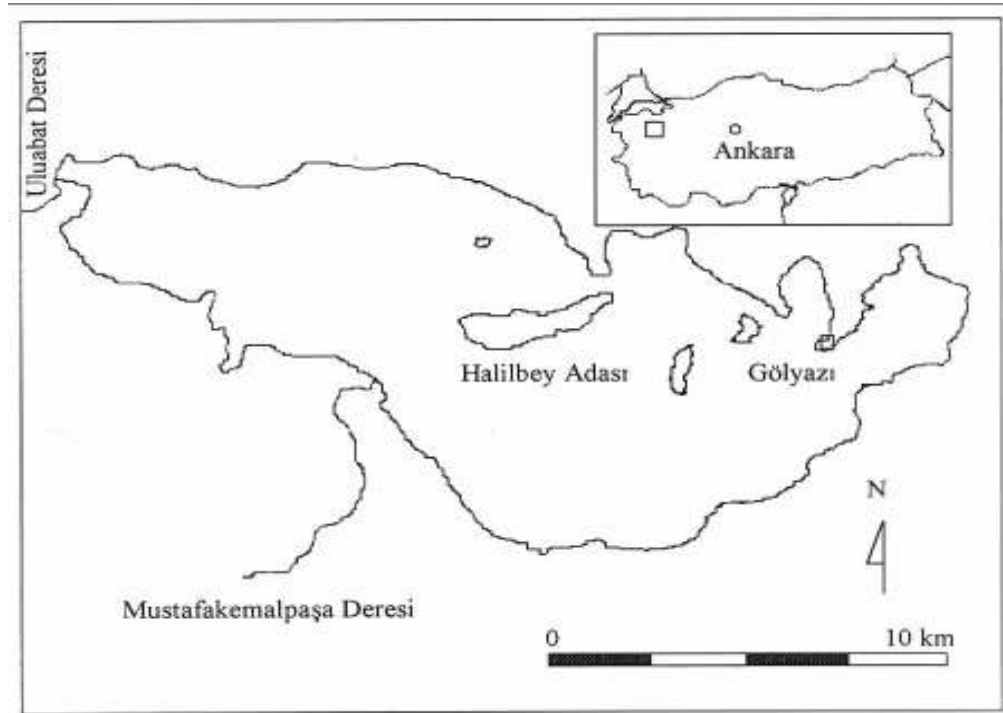 Uluabat Deresi
Ankara
Halilbey Adası
Gölyazı
N
Mustafakemalpaşa Deresi
0
10 km